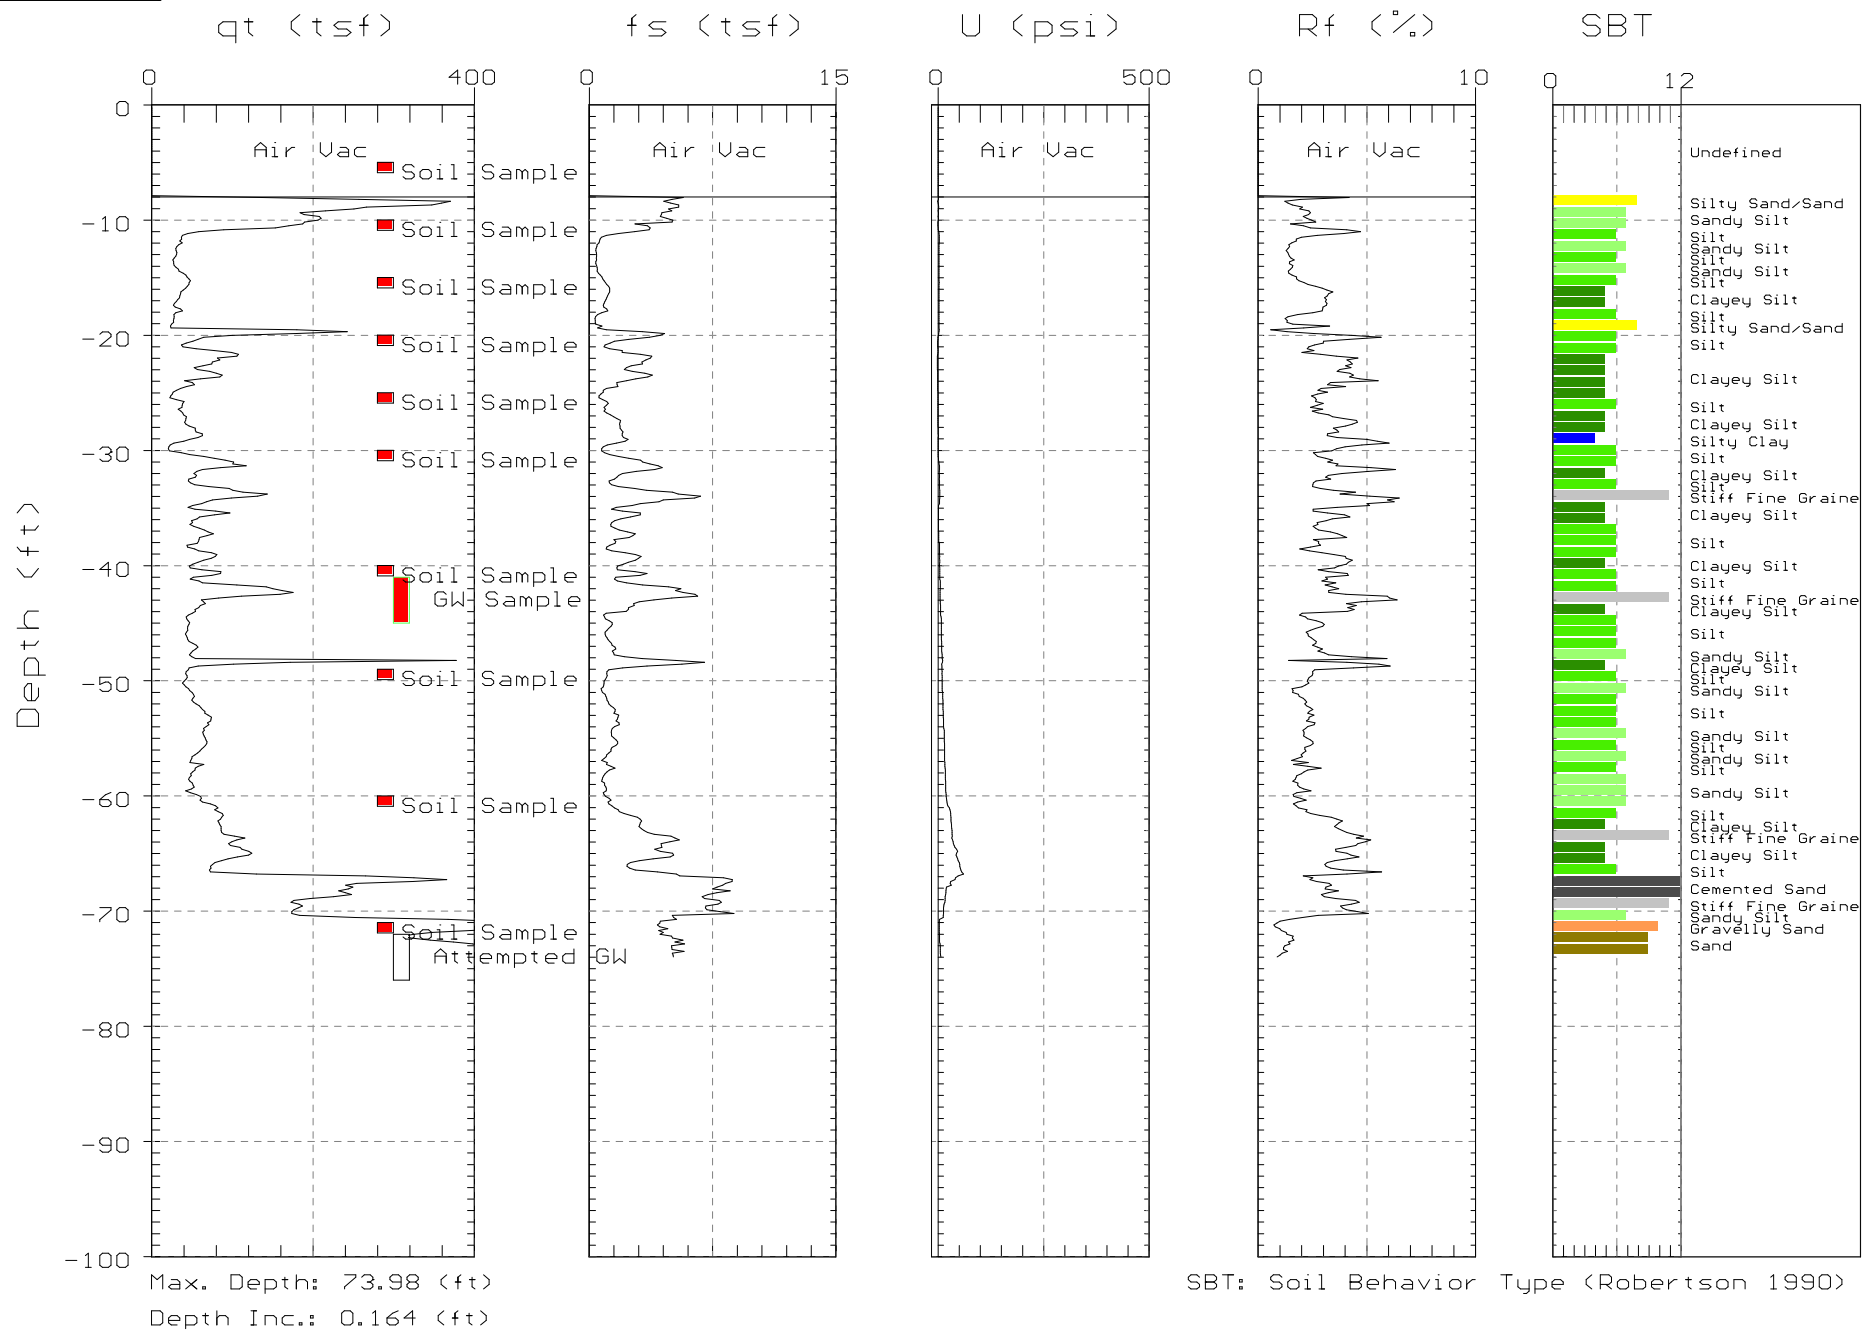 qt (tsf) fs (tsf) U (psi) Rf (%) SBT
0 400 0 15 0 500 0 10 0 12
0
Air Vac Air Vac Air Vac Air Vac
Undefined
Soil Sample
Silty Sand/Sand
-10
Soil Sample
Sandy Silt
Silt
Sandy Silt
Silt
Sandy Silt
Silt
Soil Sample
Clayey Silt
Silt
Silty Sand/Sand
-20
Soil Sample
Silt
Clayey Silt
Soil Sample
Silt
Clayey Silt
Silty Clay
-30
Soil Sample
Silt
Clayey Silt
Silt
Stiff Fine Graine
Clayey Silt
Silt
-40
Clayey Silt
Soil Sample
Silt
GW Sample
Stiff Fine Graine
Clayey Silt
Silt
Sandy Silt
Clayey Silt
-50
Soil Sample
Silt
Sandy Silt
Silt
Sandy Silt
Silt
Sandy Silt
Silt
-60
Sandy Silt
Soil Sample
Silt
Clayey Silt
Stiff Fine Graine
Clayey Silt
Silt
Cemented Sand
Stiff Fine Graine
-70
Sandy Silt
Gravelly Sand
Soil Sample
Sand
Attempted GW
-80
-90
-100
Depth (ft)
Max. Depth: 73.98 (ft)
SBT: Soil Behavior Type (Robertson 1990)
Depth Inc.: 0.164 (ft)